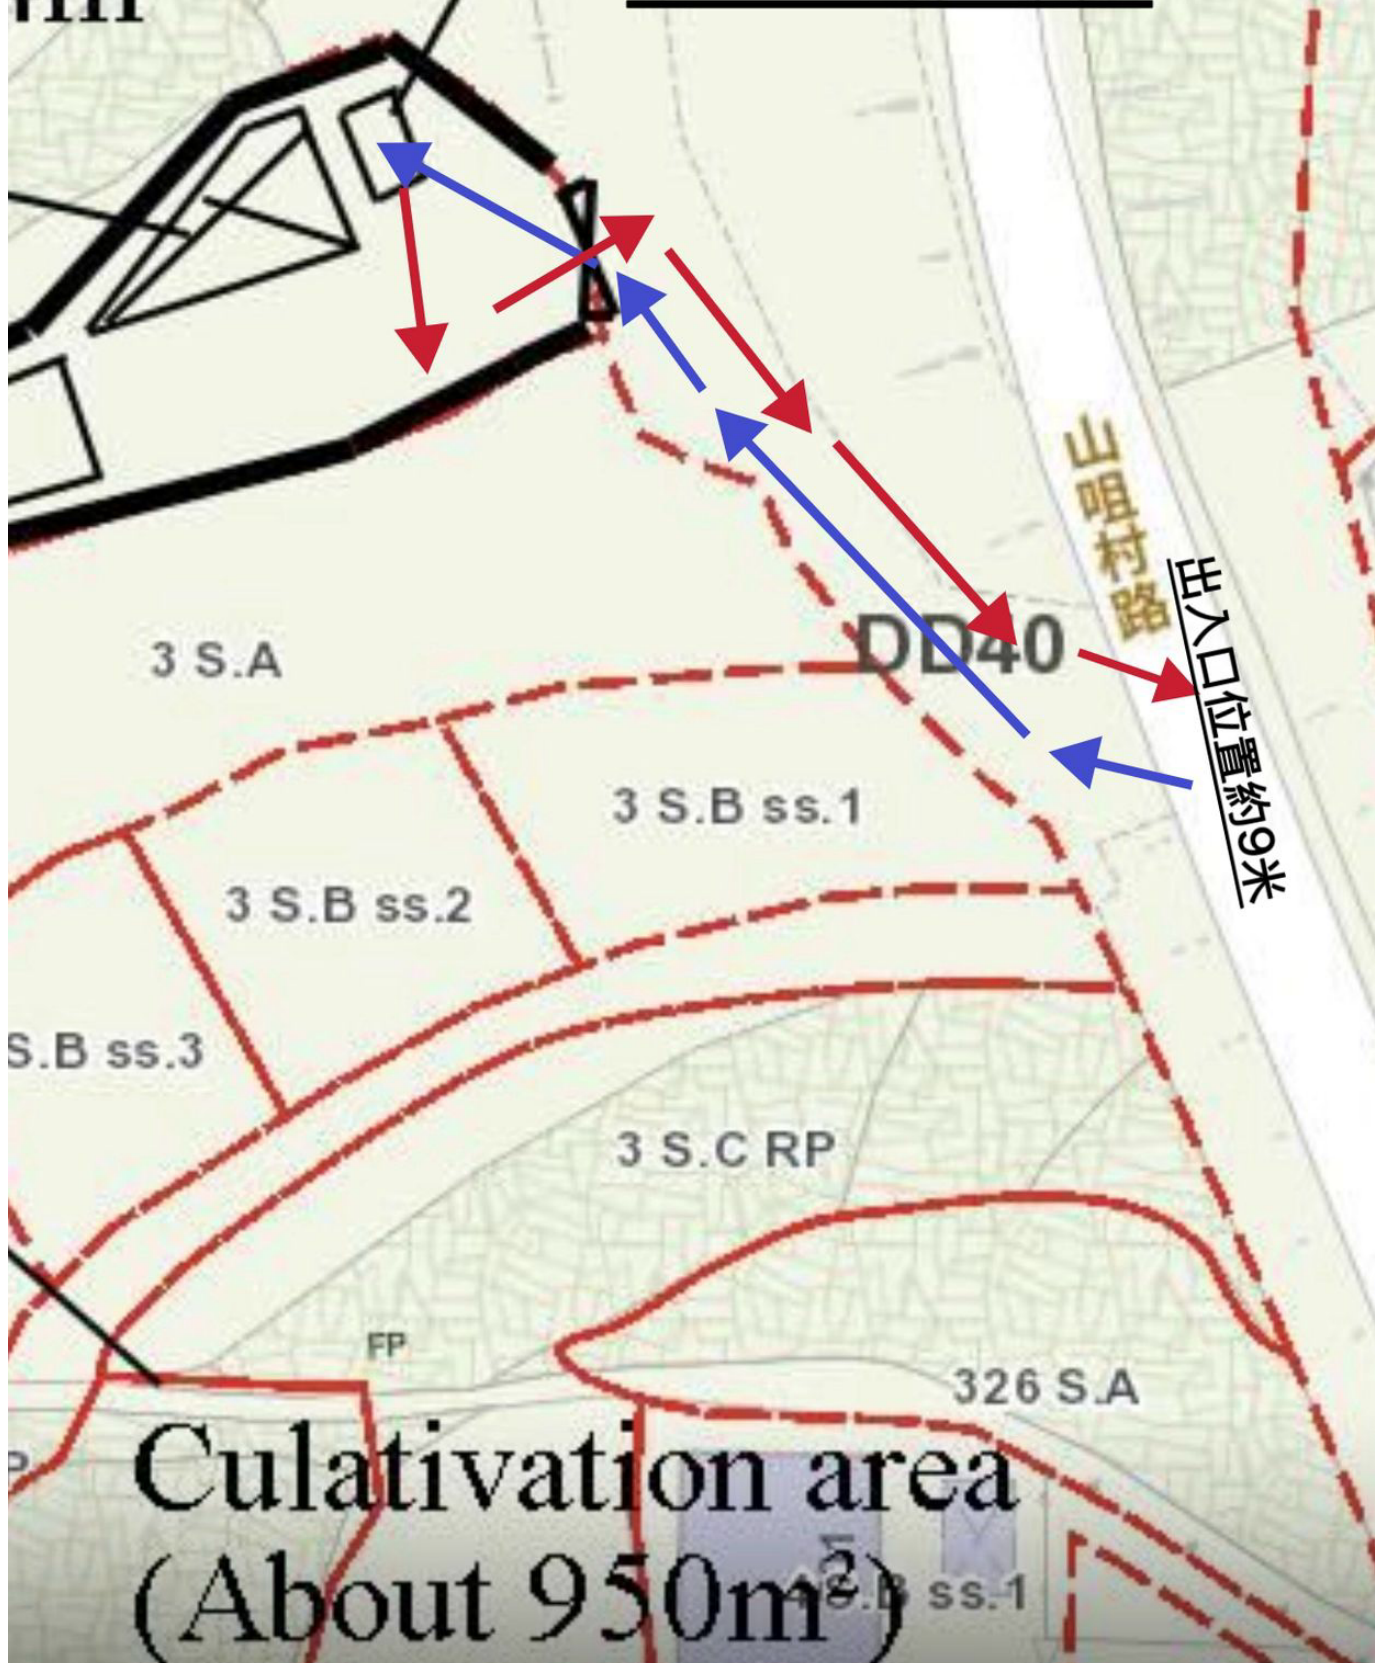 山咀村路
出入口位置約9米
DD40
3 S.A
3 S.B ss.1
3 S.B ss.2
S.B ss.3
3 S.C RP
FP
326 S.A
Culativation area
(About 950m²)
S.B ss.1